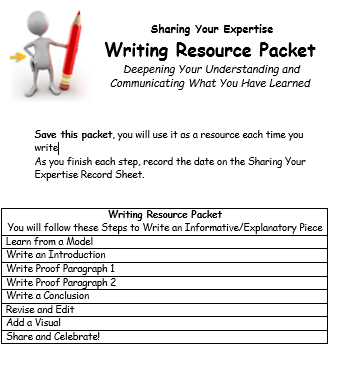 Sharing Your Expertise
Writing Resource Packet
Deepening Your Understanding and
Communicating What You Have Learned
Save this packet, you will use it as a resource each time you
write
As you finish each step, record the date on the Sharing Your
Expertise Record Sheet.
Writing Resource Packet
You will follow these Steps to Write an Informative/Explanatory Piece
Learn from a Model
Write an Introduction
Write Proof Paragraph 1
Write Proof Paragraph 2
Write a Conclusion
Revise and Edit
Add a Visual
Share and Celebrate!